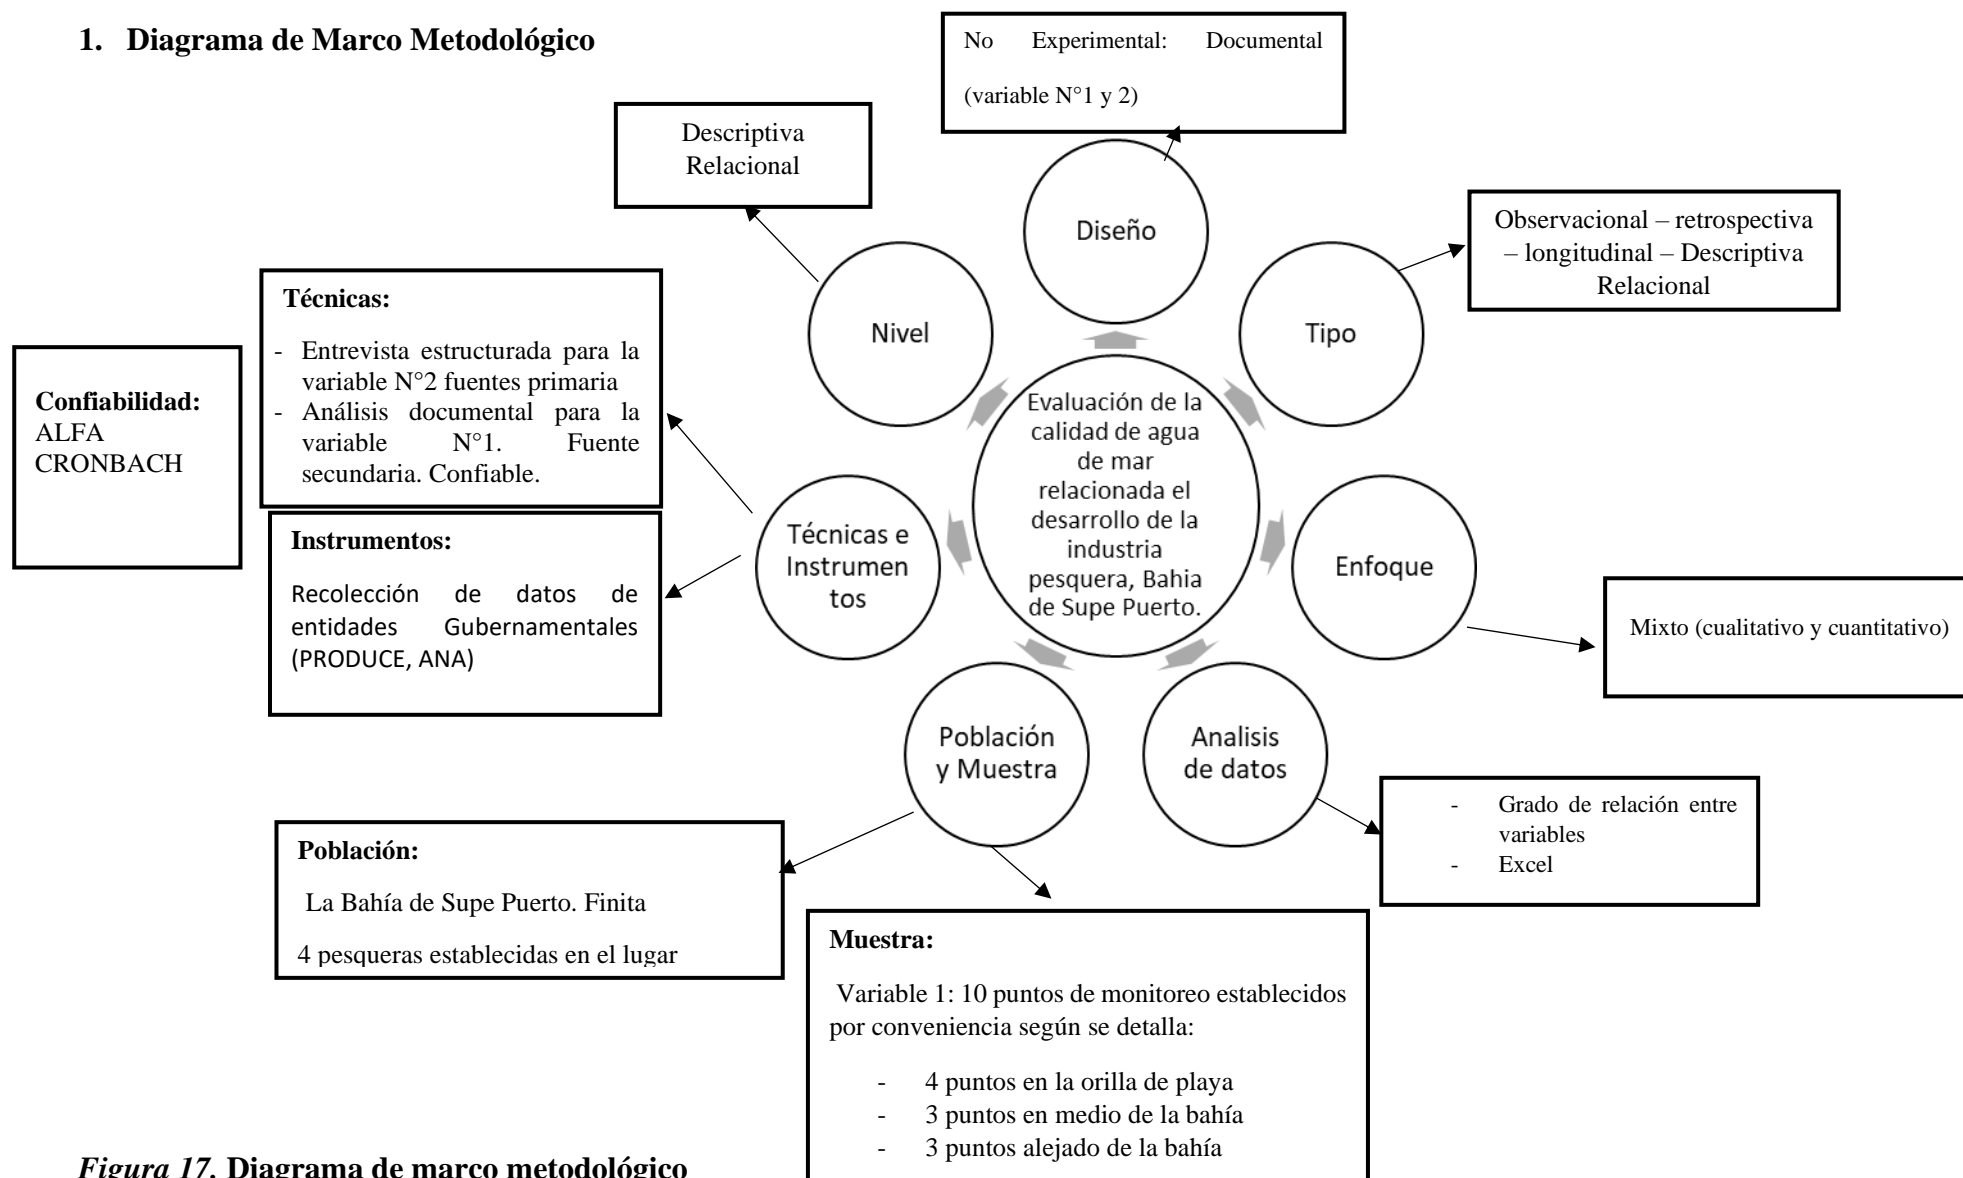 1. Diagrama de Marco Metodológico
No Experimental: Documental
(variable N°1 y 2)
Descriptiva
Relacional
Diseño
Observacional – retrospectiva
– longitudinal – Descriptiva
Relacional
Nivel
Tipo
Técnicas:
- Entrevista estructurada para la
variable N°2 fuentes primaria
- Análisis documental para la
variable N°1. Fuente
secundaria. Confiable.
Confiabilidad:
ALFA
CRONBACH
Evaluación de la
calidad de agua
de mar
relacionada el
desarrollo de la
industria
pesquera, Bahia
de Supe Puerto.
Técnicas e
Instrumen
tos
Instrumentos:
Recolección de datos de
entidades Gubernamentales
(PRODUCE, ANA)
Enfoque
Mixto (cualitativo y cuantitativo)
Población
y Muestra
Analisis
de datos
- Grado de relación entre
variables
- Excel
Población:
La Bahía de Supe Puerto. Finita
4 pesqueras establecidas en el lugar
Muestra:
Variable 1: 10 puntos de monitoreo establecidos
por conveniencia según se detalla:
- 4 puntos en la orilla de playa
- 3 puntos en medio de la bahía
- 3 puntos alejado de la bahía
Figura 17. Diagrama de marco metodológico